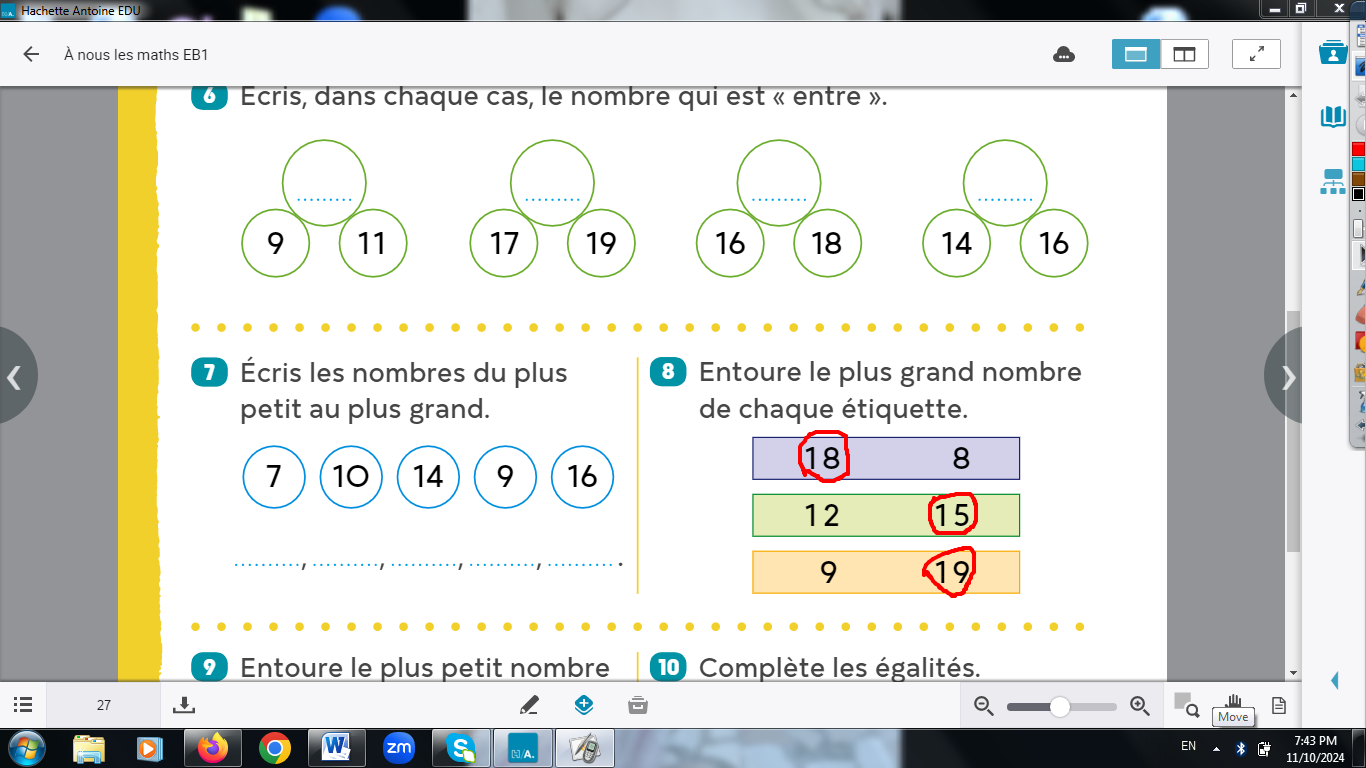 Hachette Antoine EDU
À nous les maths EB1
6 Ecris, dans chaque cas, le nombre qui est « entre ».
......... ......... ......... .........
9 11 17 19 16 18 14 16
7 Écris les nombres du plus
petit au plus grand.
7 10 14 9 16
.........., .........., .........., .........., .......... .
8 Entoure le plus grand nombre
de chaque étiquette.
18 8
12 15
9 19
9 Entoure le plus petit nombre
10 Complète les égalités.
27
Move
EN
7:43 PM
11/10/2024
zm
H/A.